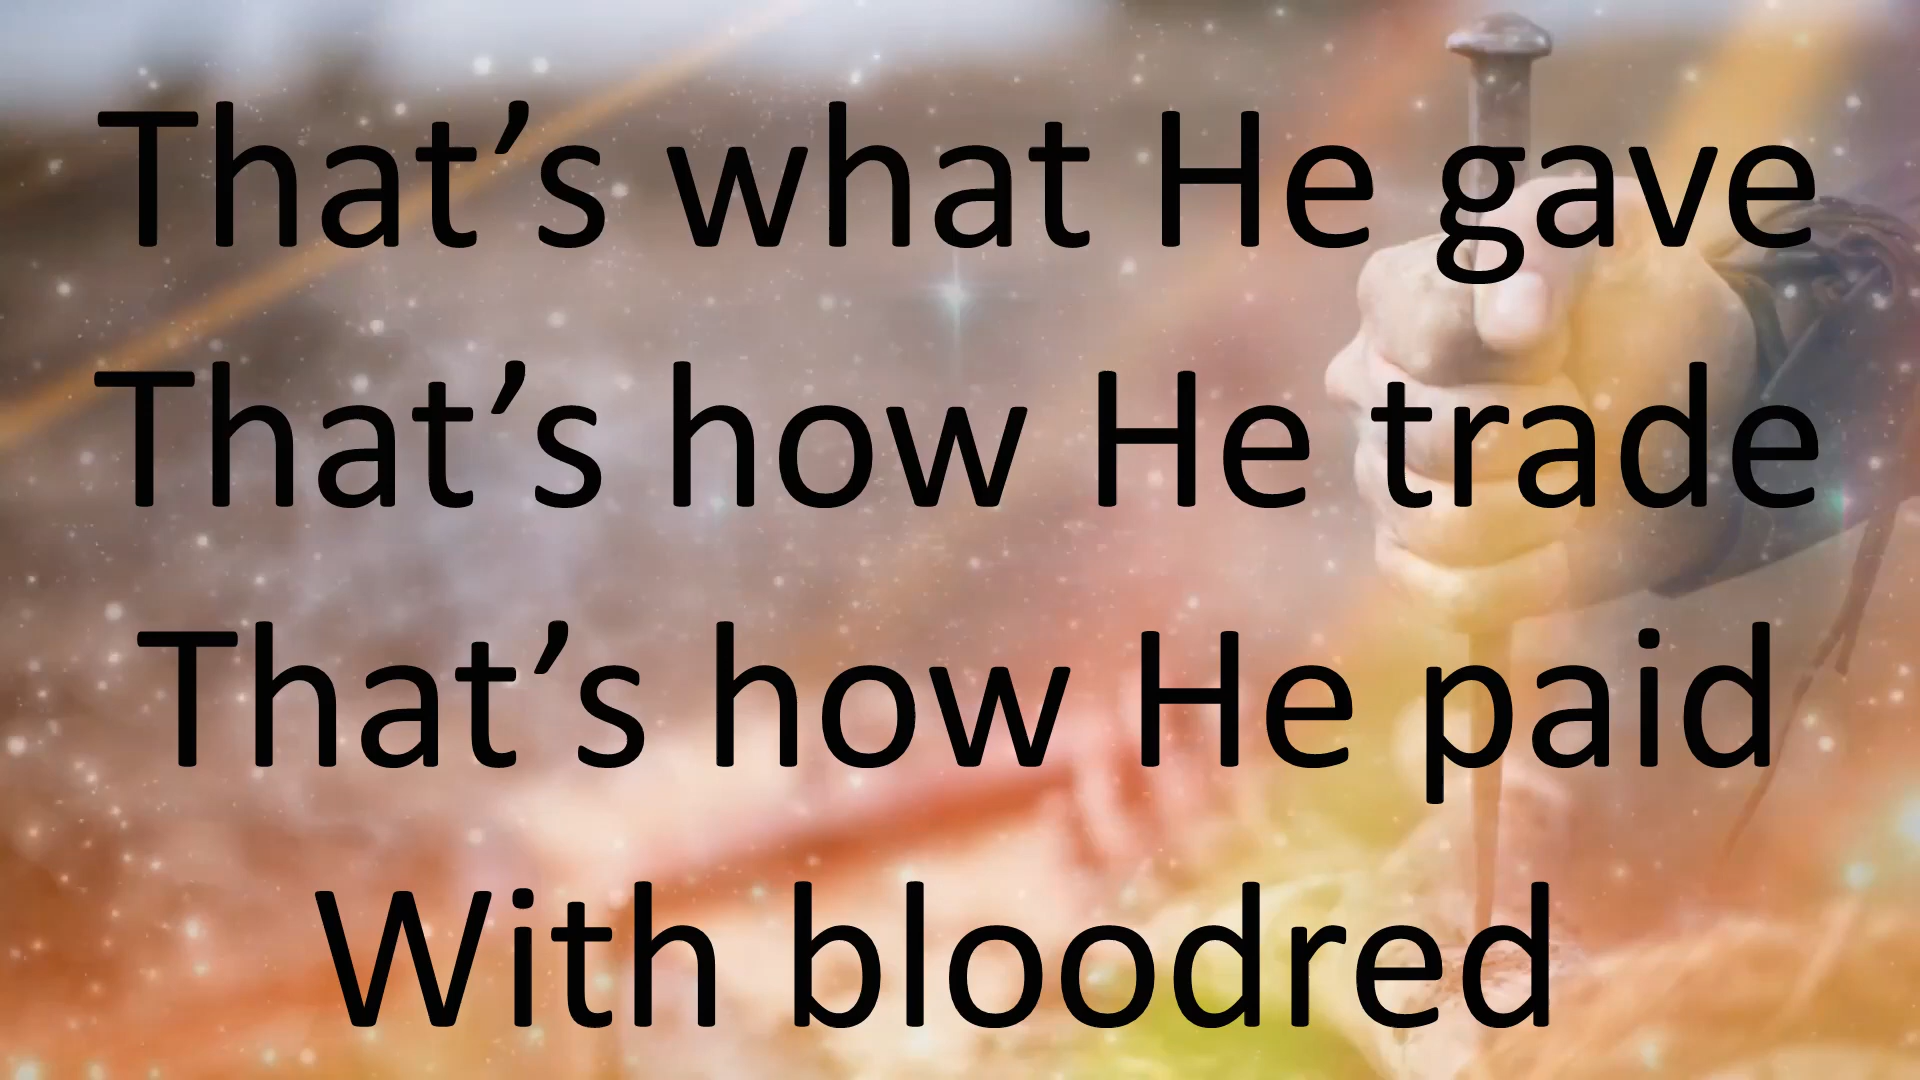 That’s what He gave
That’s how He trade
That’s how He paid
With bloodred